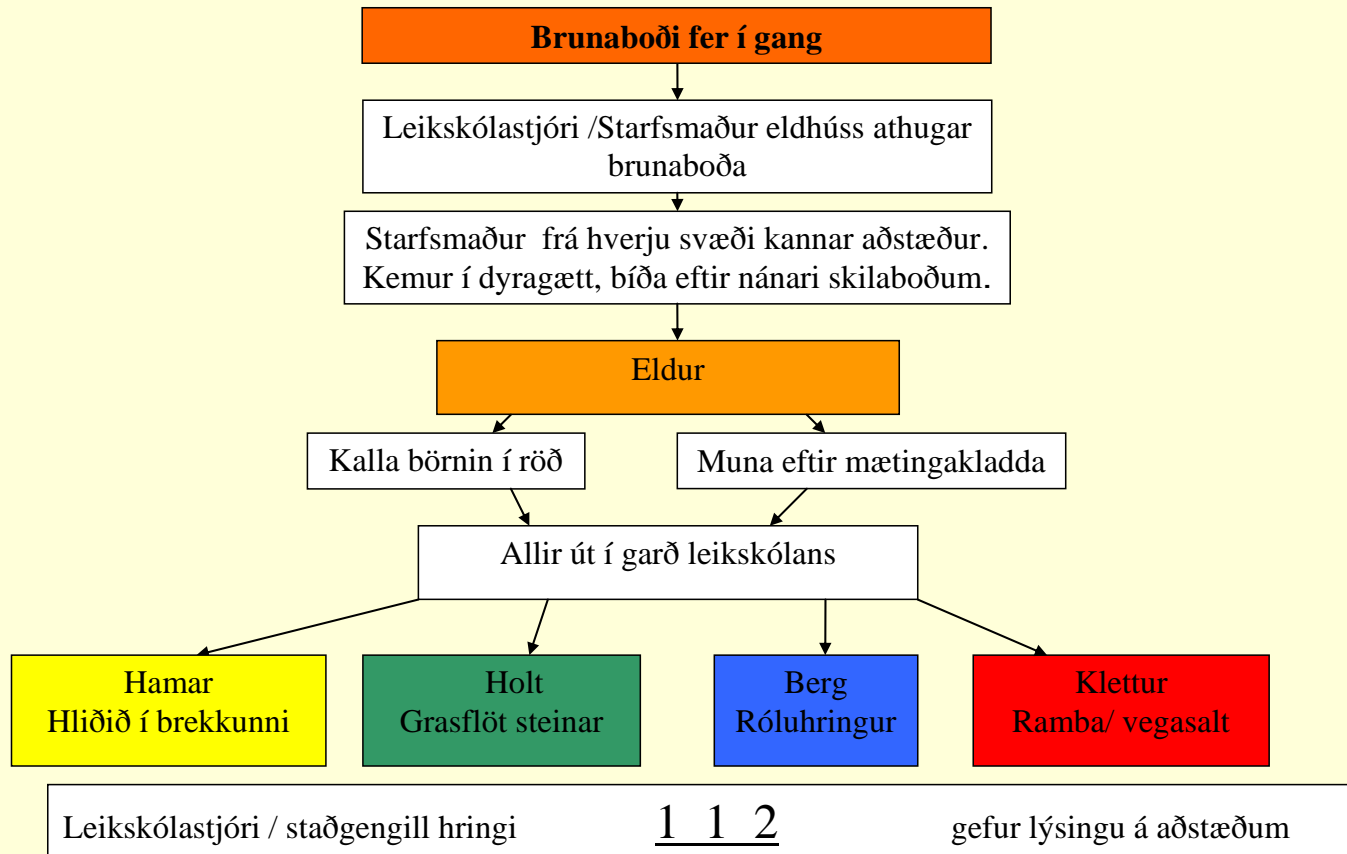 Brunaboði fer í gang
Leikskólastjóri /Starfsmaður eldhúss athugar
brunaboða
Starfsmaður frá hverju svæði kannar aðstæður.
Kemur í dyragætt, bíða eftir nánari skilaboðum.
Eldur
Kalla börnin í röð
Muna eftir mætingakladda
Allir út í garð leikskólans
Hamar
Hliðið í brekkunni
Holt
Grasflöt steinar
Berg
Róluhringur
Klettur
Ramba/ vegasalt
Leikskólastjóri / staðgengill hringi 1 1 2 gefur lýsingu á aðstæðum